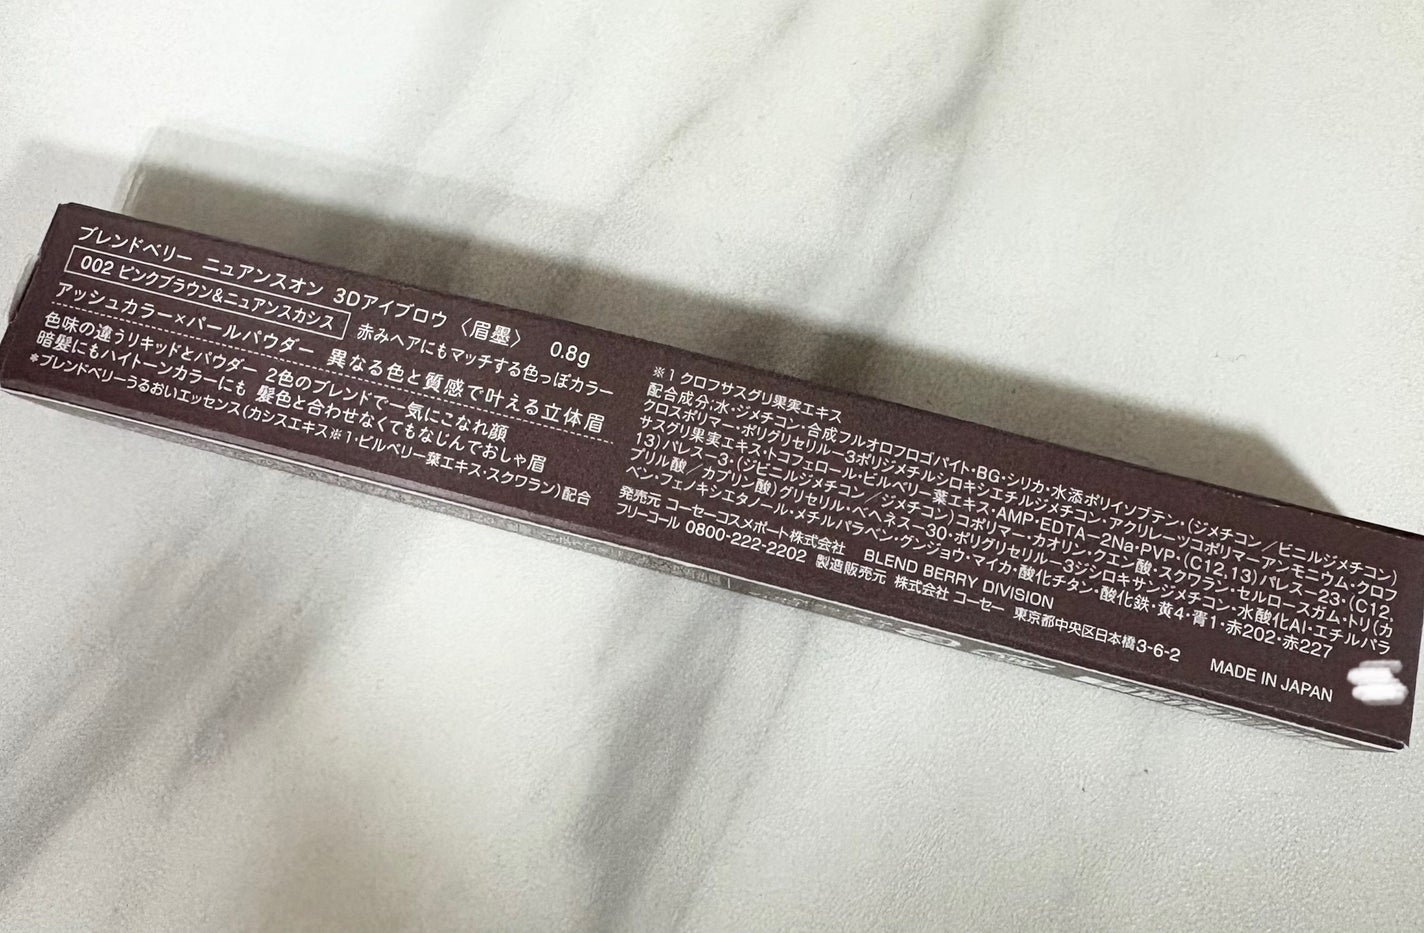 ブレンドベリー ニュアンスオン 3Dアイブロウ 〈眉墨〉 0.8g
002 ピンクブラウン&ニュアンスカシス 赤みヘアにもマッチする色っぽカラー
アッシュカラー×パールパウダー 異なる色と質感で叶える立体眉
色味の違うリキッドとパウダー 2色のブレンドで一気にこなれ顔
暗髪にもハイトーンカラーにも 髪色と合わせなくてもなじんでおしゃ眉
*ブレンドベリーうるおいエッセンス(カシスエキス※1・ビルベリー葉エキス・スクワラン)配合
※1 クロフサスグリ果実エキス
配合成分:水・ジメチコン・合成フルオロフロゴパイト・BG・シリカ・水添ポリイソブテン・(ジメチコン/ビニルジメチコン)
クロスポリマー・ポリグリセリル-3ポリジメチルシロキシエチルジメチコン・アクリレーツコポリマーアンモニウム・クロフ
サスグリ果実エキス・トコフェロール・ビルベリー葉エキス・AMP・EDTA-2Na・PVP・(C12,13)パレス-23・(C12,
13)パレス-3・(ジビニルジメチコン/ジメチコン)コポリマー・カオリン・クエン酸・スクワラン・セルロースガム・トリ(カ
プリル酸/カプリン酸)グリセリル・ベヘネス-30・ポリグリセリル-3ジシロキサンジメチコン・水酸化Al・エチルパラ
ベン・フェノキシエタノール・メチルパラベン・グンジョウ・マイカ・酸化チタン・酸化鉄・黄4・青1・赤202・赤227
発売元 コーセーコスメポート株式会社 BLEND BERRY DIVISION
フリーコール 0800-222-2202 製造販売元 株式会社 コーセー 東京都中央区日本橋3-6-2 MADE IN JAPAN